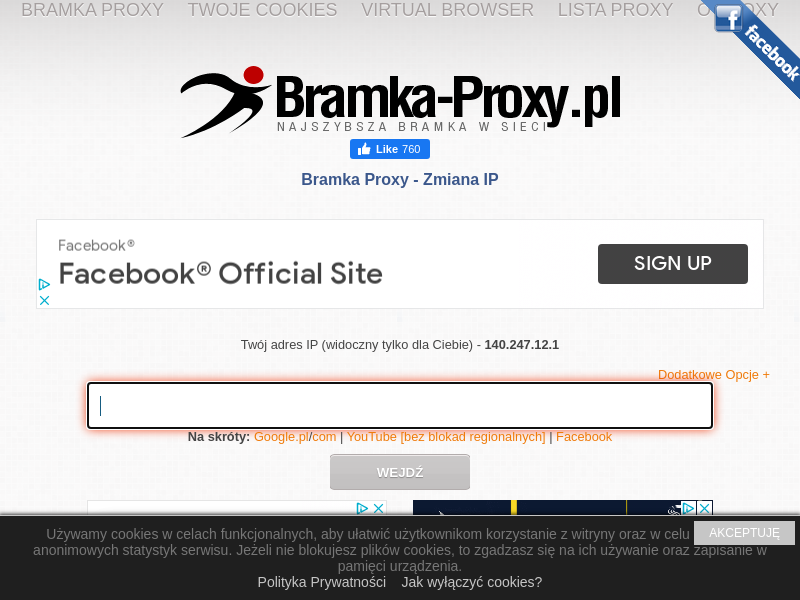 BRAMKA PROXY TWOJE COOKIES VIRTUAL BROWSER LISTA PROXY
facebook
Bramka-Proxy.pl
NAJSZYBSZA BRAMKA W SIECI
Like 760
Bramka Proxy - Zmiana IP
Facebook®
Facebook® Official Site
SIGN UP
Twój adres IP (widoczny tylko dla Ciebie) - 140.247.12.1
Dodatkowe Opcje +
Na skróty: Google.pl/com | YouTube [bez blokad regionalnych] | Facebook
WEJDŹ
Używamy cookies w celach funkcjonalnych, aby ułatwić użytkownikom korzystanie z witryny oraz w celu
AKCEPTUJĘ
anonimowych statystyk serwisu. Jeżeli nie blokujesz plików cookies, to zgadzasz się na ich używanie oraz zapisanie w
pamięci urządzenia.
Polityka Prywatności Jak wyłączyć cookies?